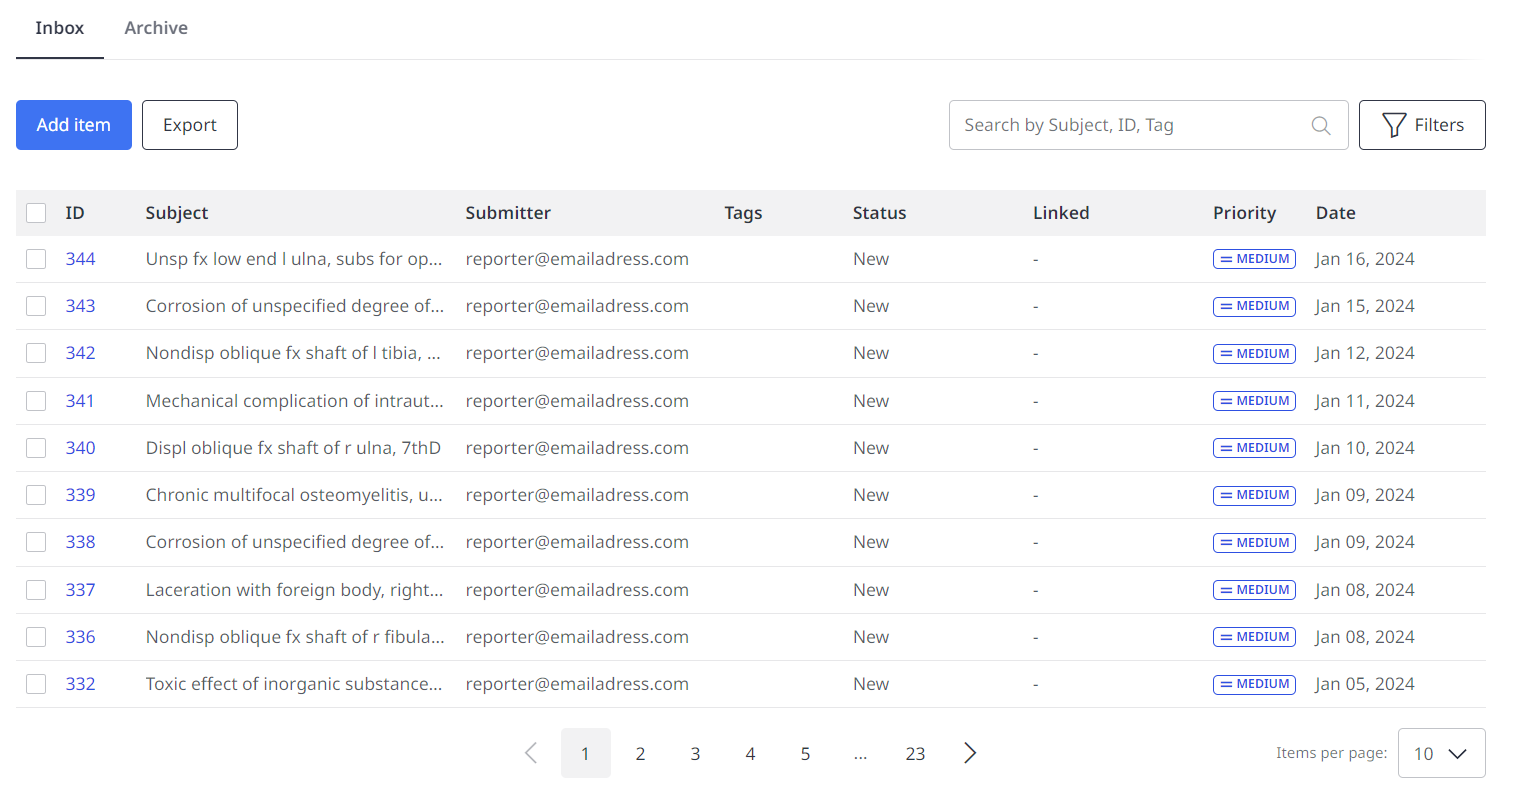 Inbox Archive
Add item Export Search by Subject, ID, Tag Filters
ID Subject Submitter Tags Status Linked Priority Date
344 Unsp fx low end l ulna, subs for op... reporter@emailadress.com New - = MEDIUM Jan 16, 2024
343 Corrosion of unspecified degree of... reporter@emailadress.com New - = MEDIUM Jan 15, 2024
342 Nondisp oblique fx shaft of l tibia, ... reporter@emailadress.com New - = MEDIUM Jan 12, 2024
341 Mechanical complication of intraut... reporter@emailadress.com New - = MEDIUM Jan 11, 2024
340 Displ oblique fx shaft of r ulna, 7thD reporter@emailadress.com New - = MEDIUM Jan 10, 2024
339 Chronic multifocal osteomyelitis, u... reporter@emailadress.com New - = MEDIUM Jan 09, 2024
338 Corrosion of unspecified degree of... reporter@emailadress.com New - = MEDIUM Jan 09, 2024
337 Laceration with foreign body, right... reporter@emailadress.com New - = MEDIUM Jan 08, 2024
336 Nondisp oblique fx shaft of r fibula... reporter@emailadress.com New - = MEDIUM Jan 08, 2024
332 Toxic effect of inorganic substance... reporter@emailadress.com New - = MEDIUM Jan 05, 2024
1 2 3 4 5 ... 23 Items per page: 10